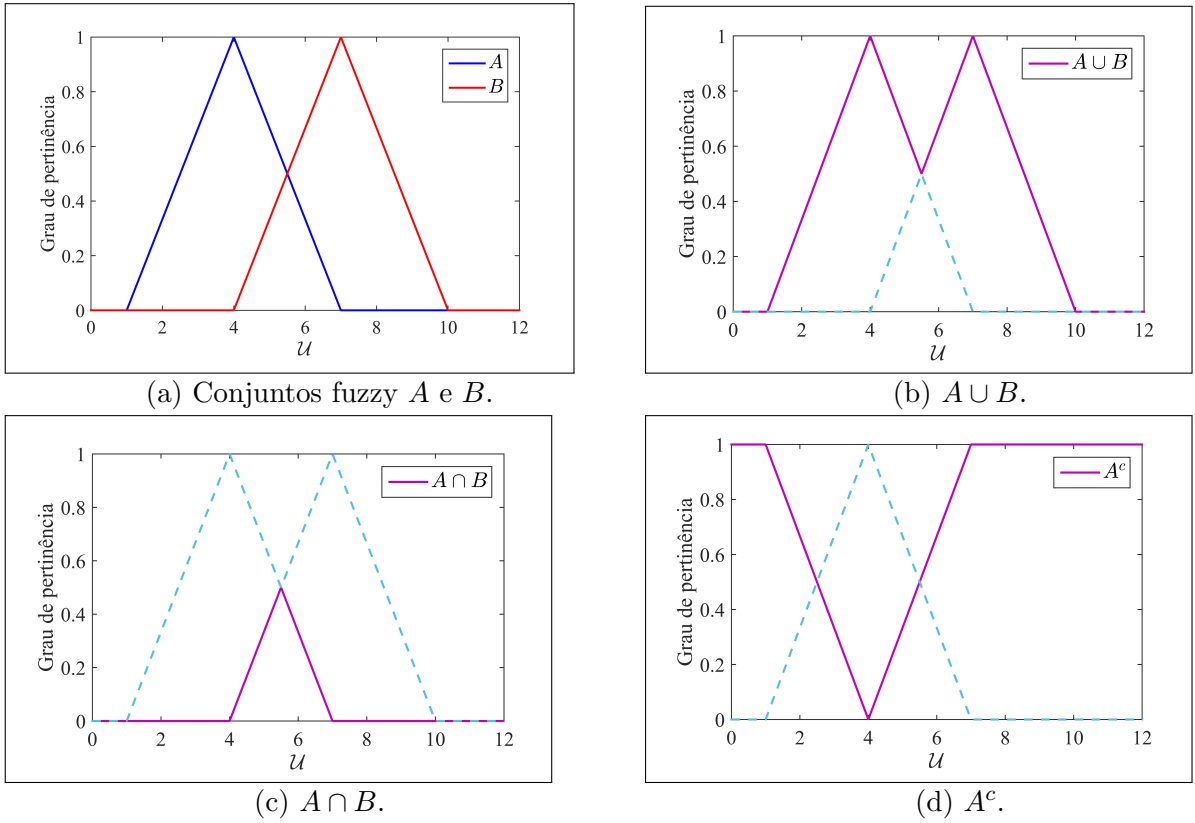 1
0.8
0.6
0.4
0.2
0
Grau de pertinência
A
B
0 2 4 6 8 10 12
𝒰
(a) Conjuntos fuzzy A e B.
1
0.8
0.6
0.4
0.2
0
Grau de pertinência
A ∪ B
0 2 4 6 8 10 12
𝒰
(b) A ∪ B.
1
0.8
0.6
0.4
0.2
0
Grau de pertinência
A ∩ B
0 2 4 6 8 10 12
𝒰
(c) A ∩ B.
1
0.8
0.6
0.4
0.2
0
Grau de pertinência
Aᶜ
0 2 4 6 8 10 12
𝒰
(d) Aᶜ.